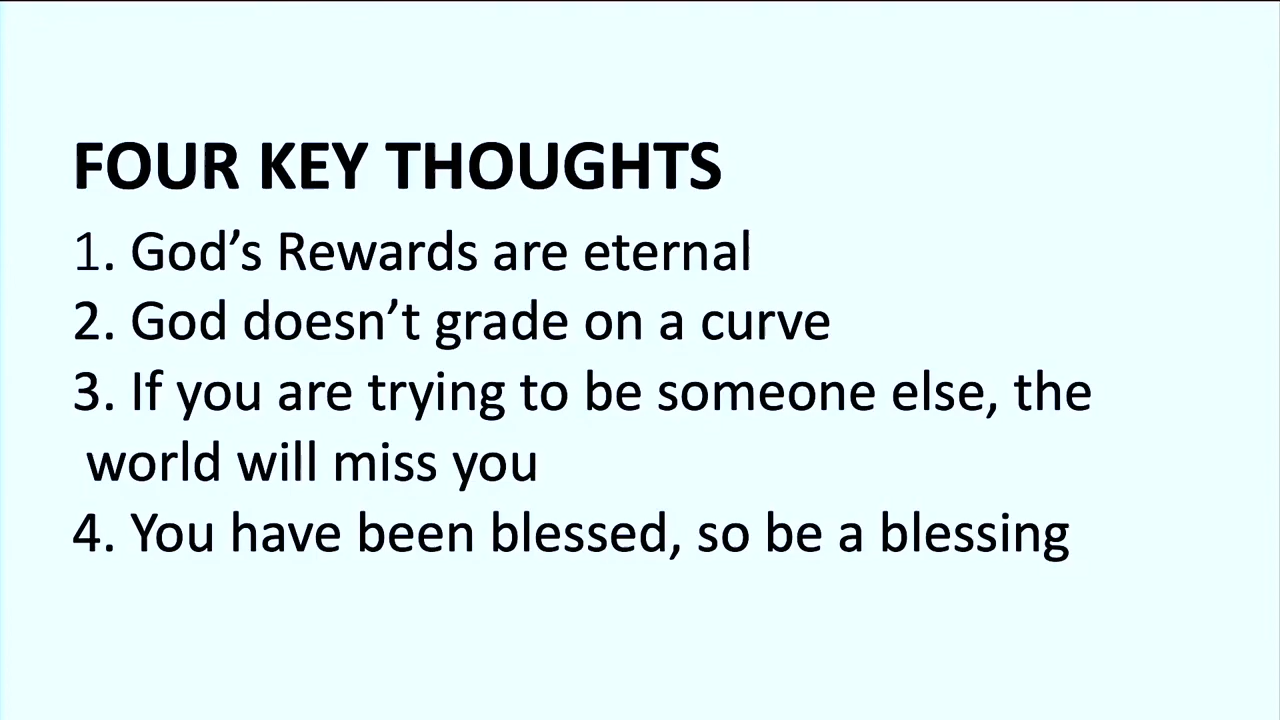 FOUR KEY THOUGHTS
1. God’s Rewards are eternal
2. God doesn’t grade on a curve
3. If you are trying to be someone else, the
world will miss you
4. You have been blessed, so be a blessing